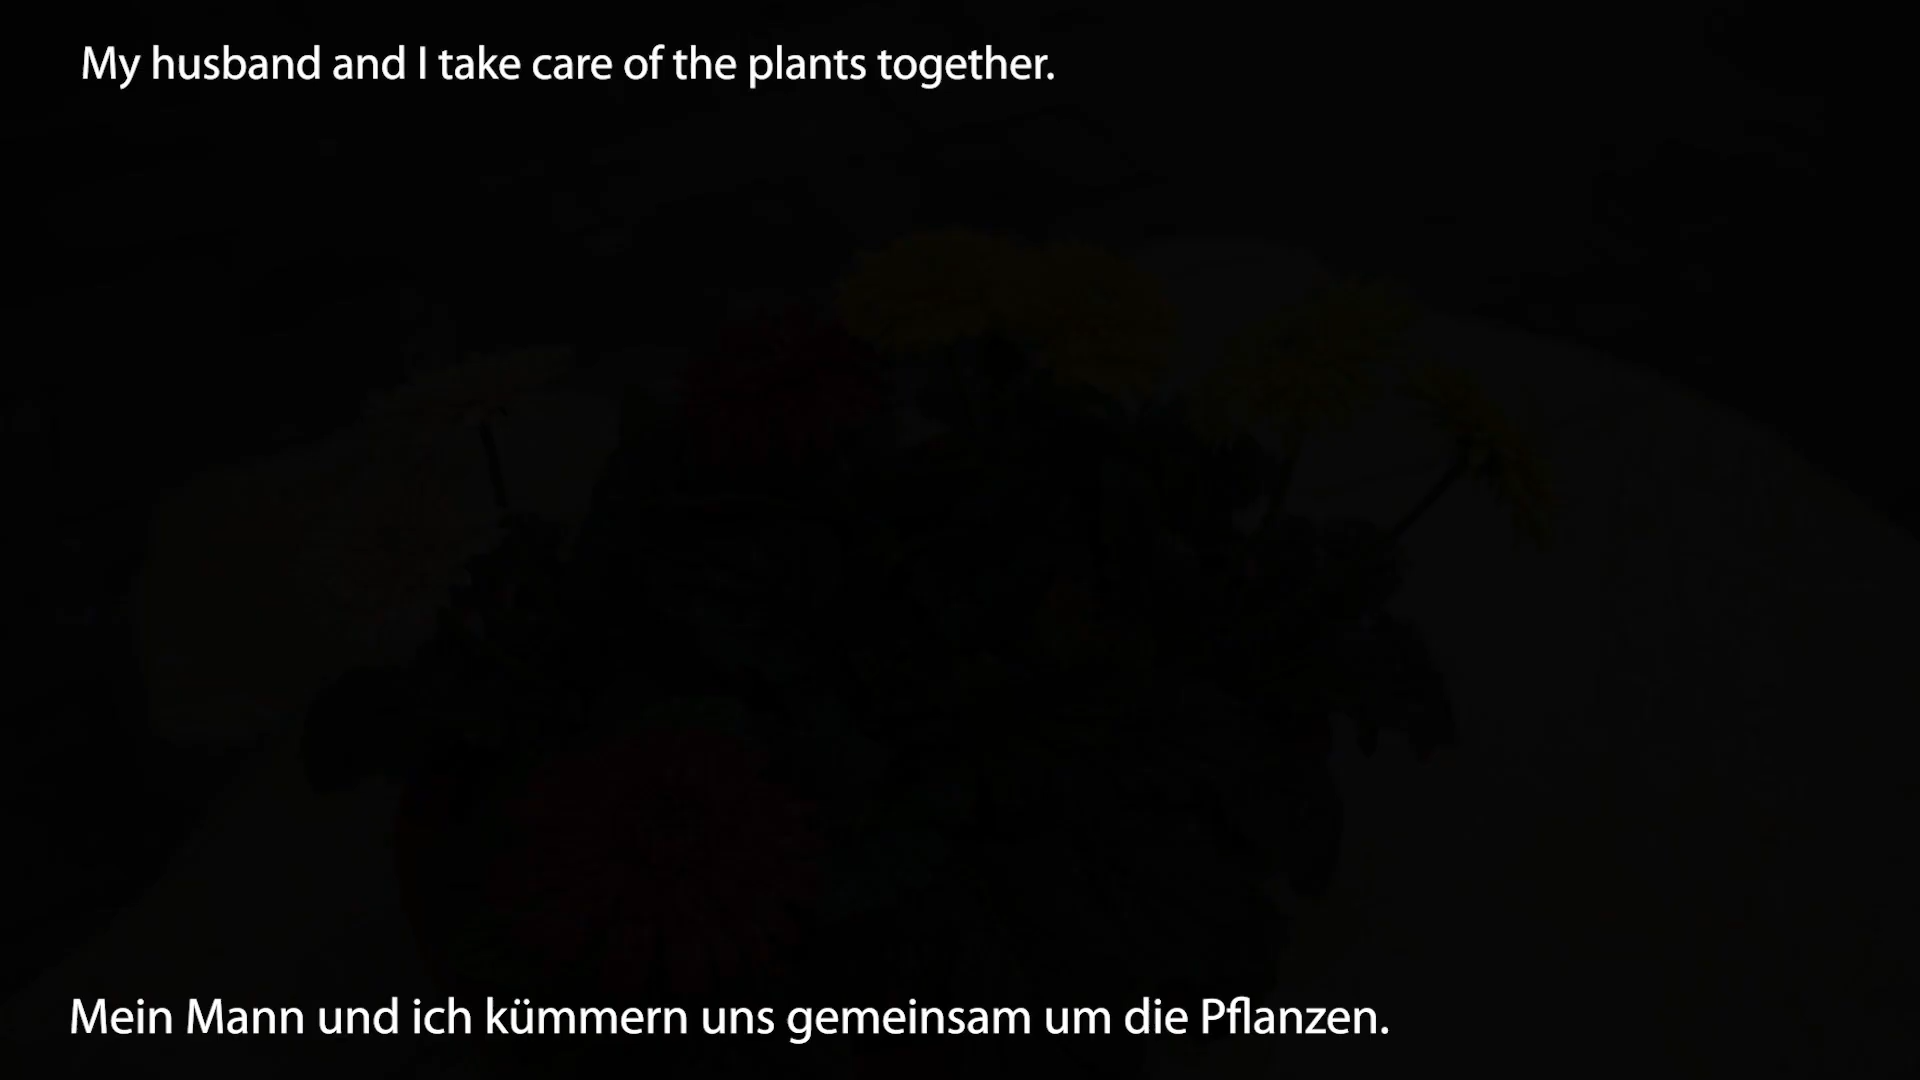 My husband and I take care of the plants together.
Mein Mann und ich kümmern uns gemeinsam um die Pflanzen.